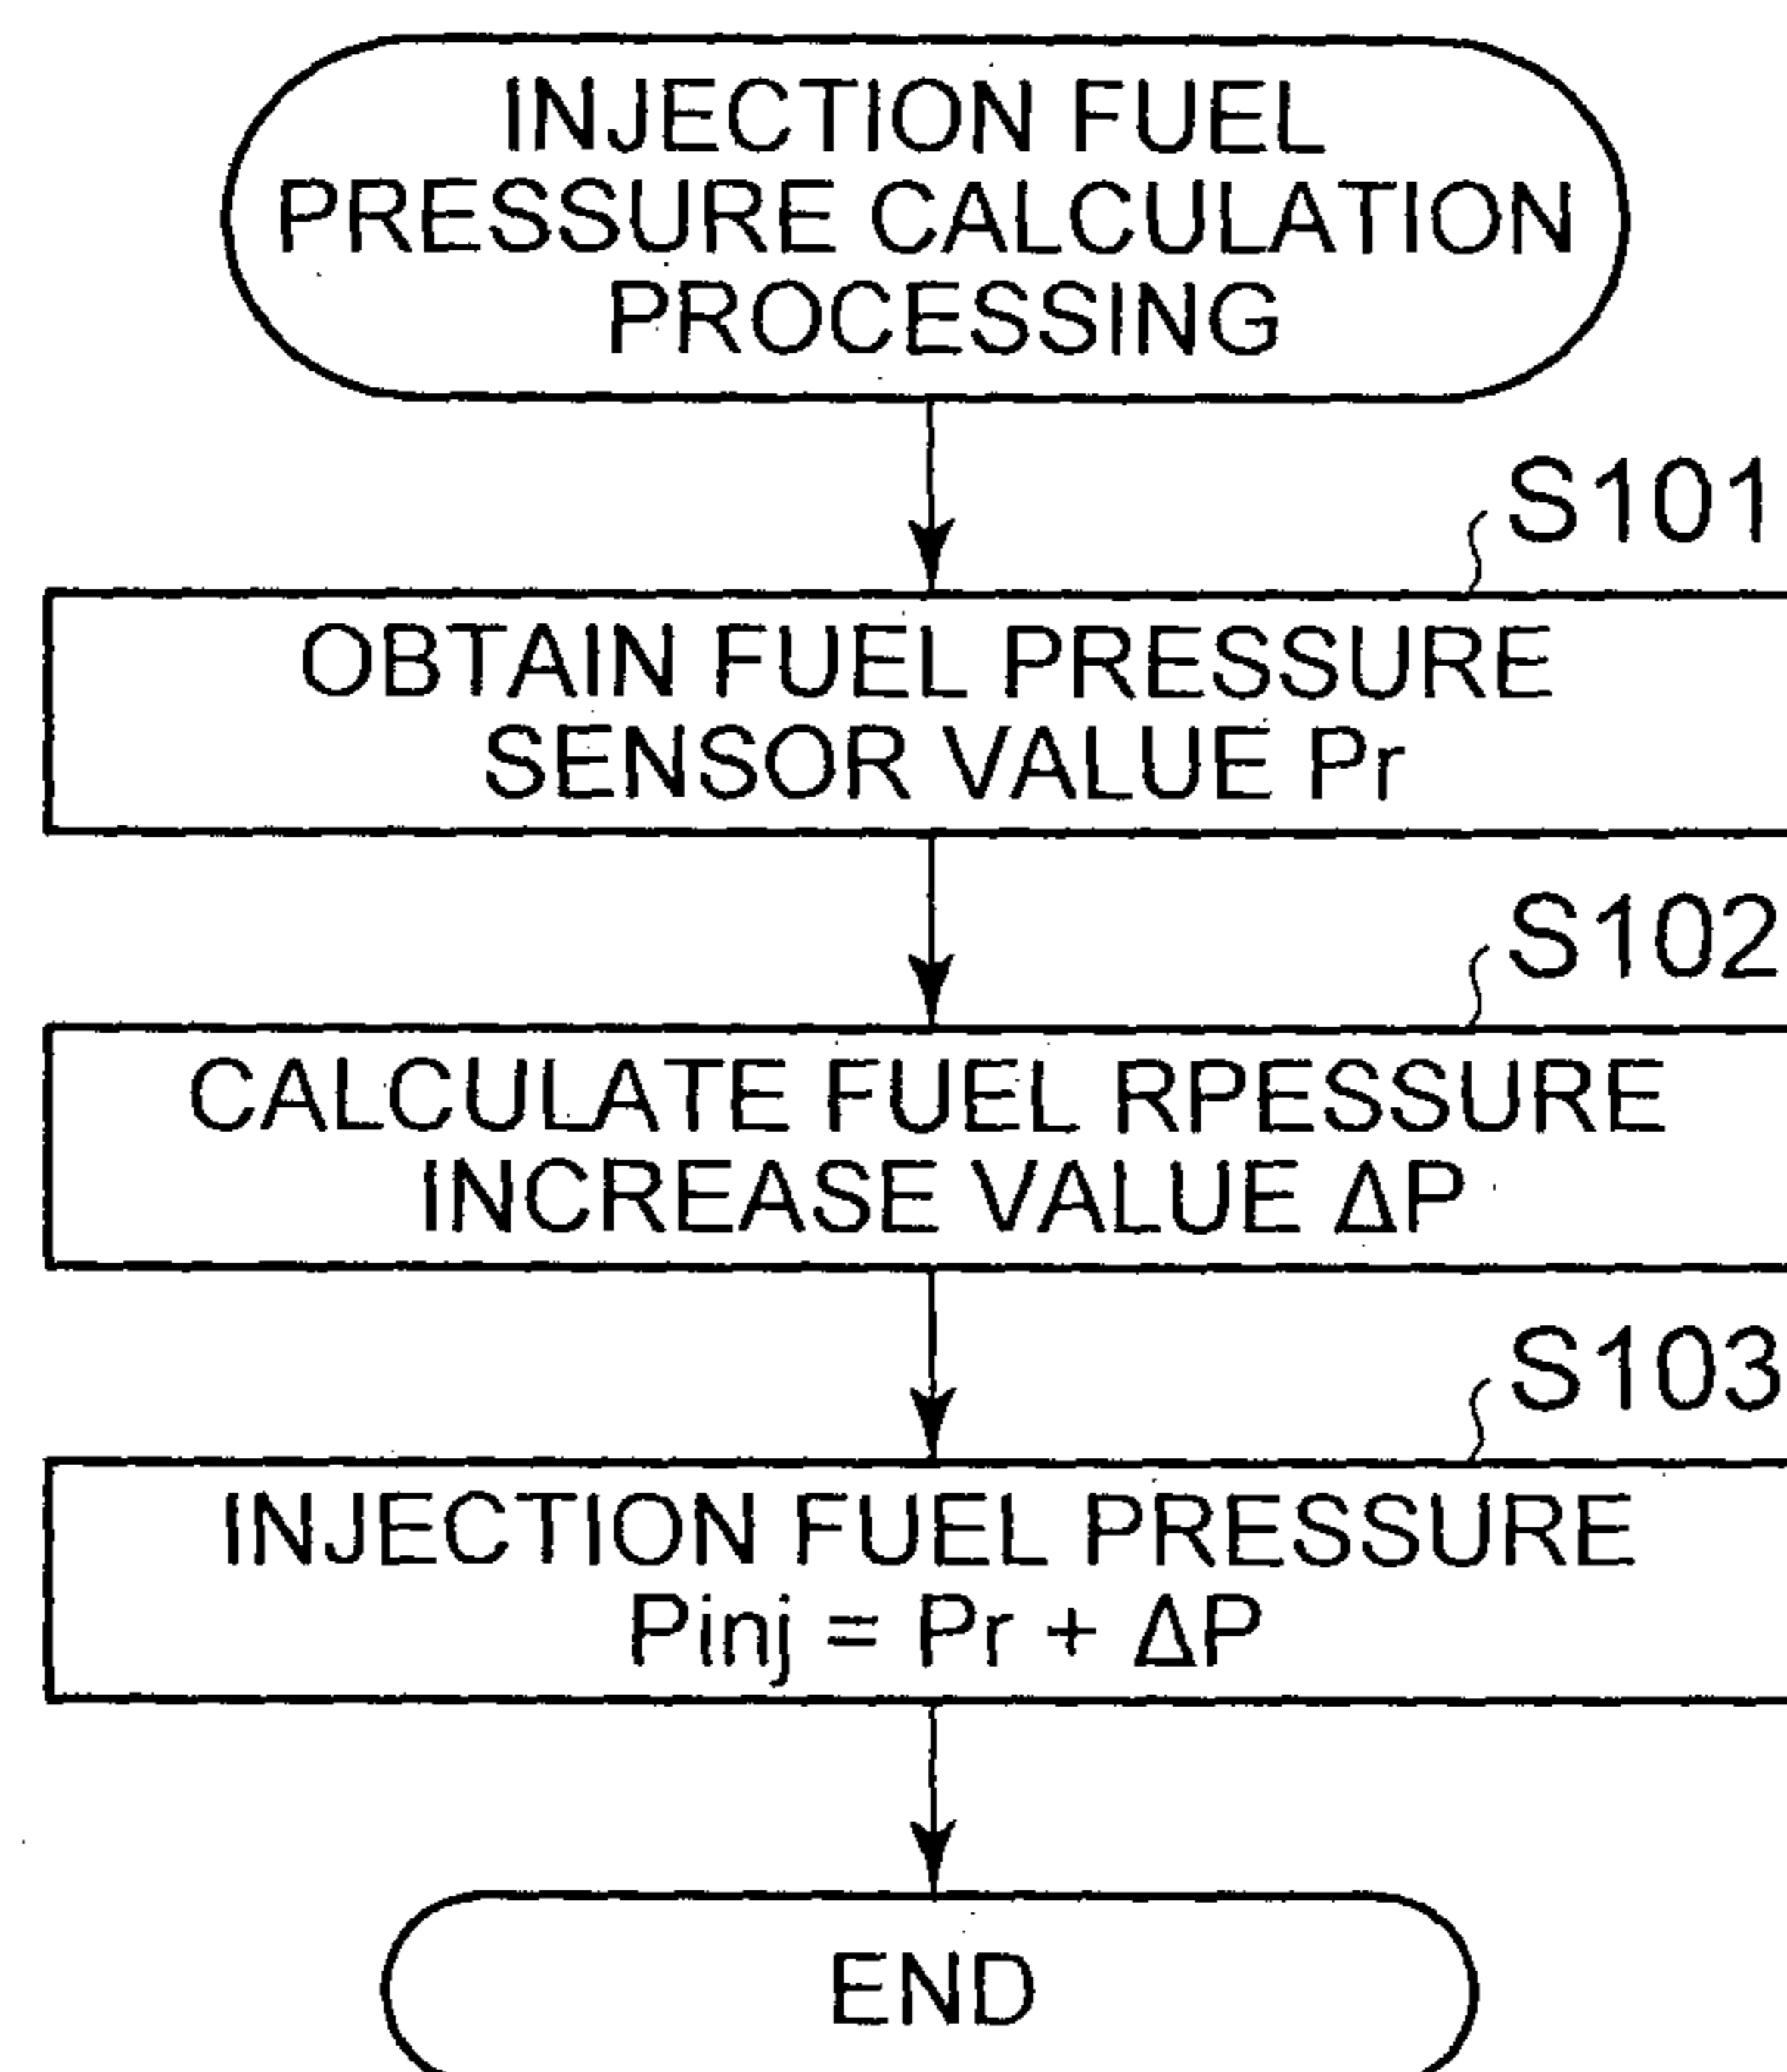 INJECTION FUEL
PRESSURE CALCULATION
PROCESSING
S101
OBTAIN FUEL PRESSURE
SENSOR VALUE Pr
S102
CALCULATE FUEL RPESSURE
INCREASE VALUE ΔP
S103
INJECTION FUEL PRESSURE
Pinj = Pr + ΔP
END